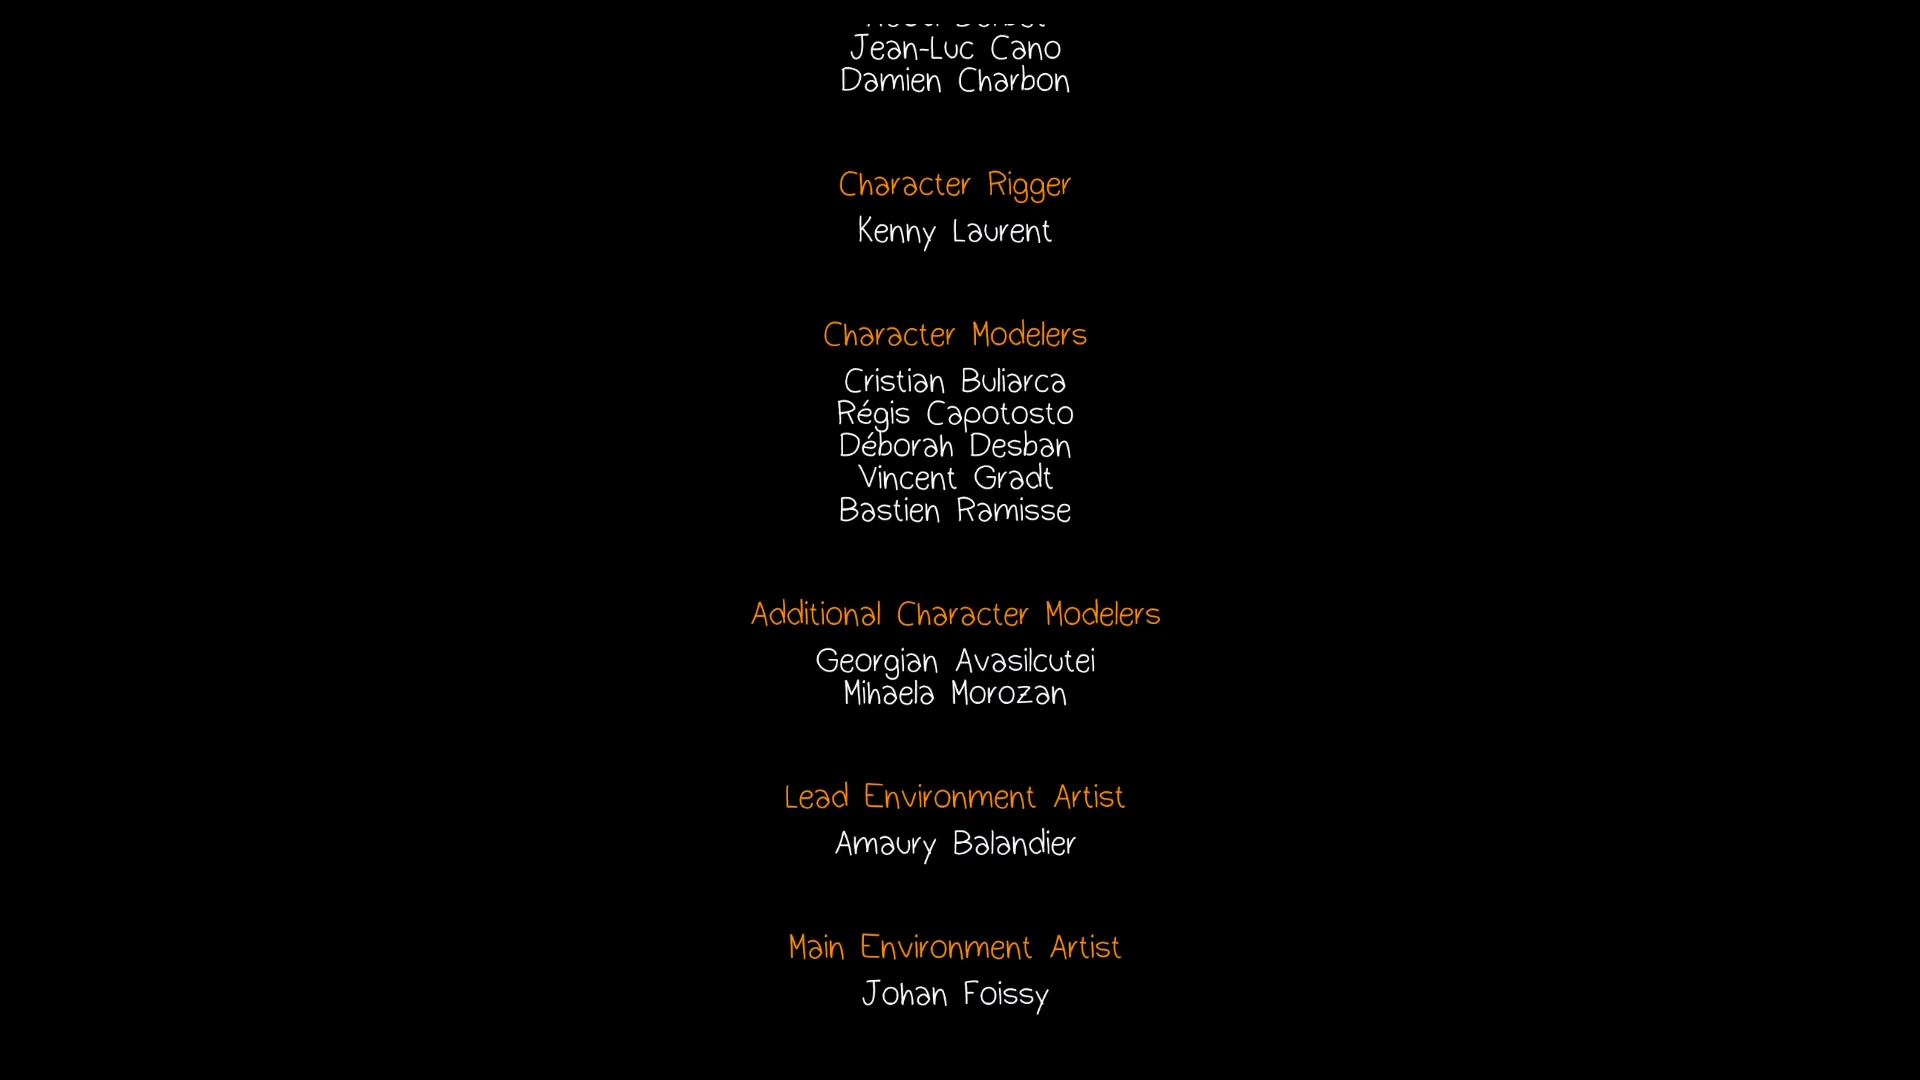 Jean-Luc Cano
Damien Charbon
Character Rigger
Kenny Laurent
Character Modelers
Cristian Buliarca
Régis Capotosto
Déborah Desban
Vincent Gradt
Bastien Ramisse
Additional Character Modelers
Georgian Avasilcutei
Mihaela Morozan
Lead Environment Artist
Amaury Balandier
Main Environment Artist
Johan Foissy